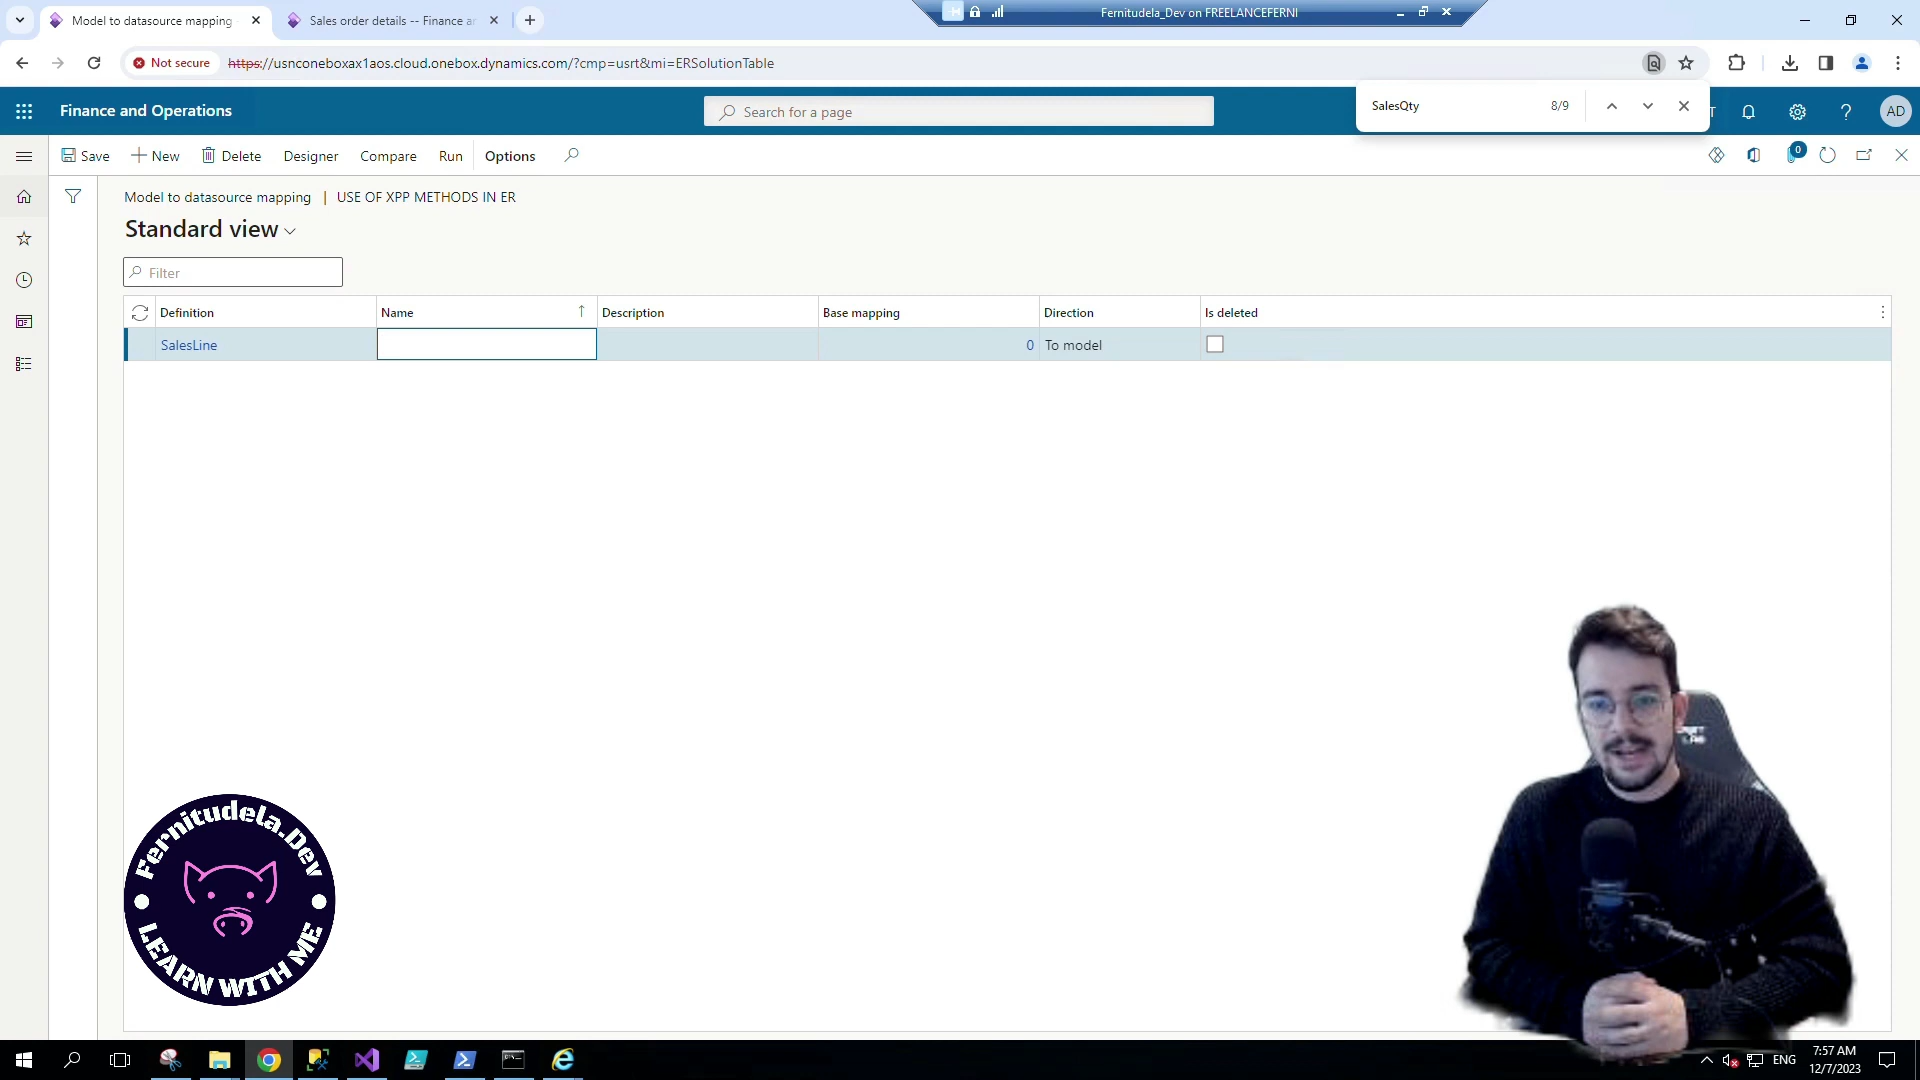 Model to datasource mapping
Sales order details -- Finance ar
Fernitudela_Dev on FREELANCEFERNI
Not secure
https://usnconeboxax1aos.cloud.onebox.dynamics.com/?cmp=usrt&mi=ERSolutionTable
Finance and Operations
Search for a page
SalesQty
8/9
T
?
AD
Save
New
Delete
Designer
Compare
Run
Options
0
Model to datasource mapping | USE OF XPP METHODS IN ER
Standard view
Filter
Definition
Name
Description
Base mapping
Direction
Is deleted
SalesLine
0
To model
Fernitudela.Dev
LEARN WITH ME
ENG
7:57 AM
12/7/2023